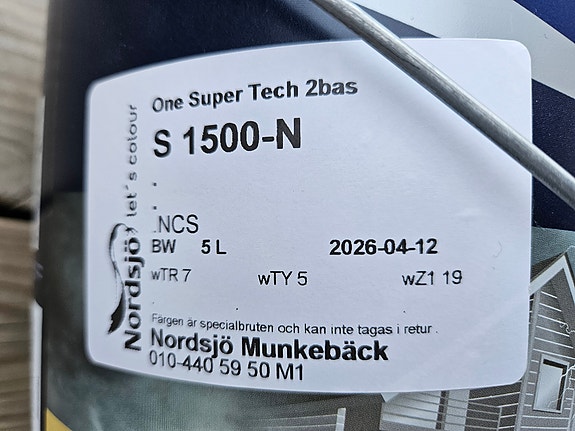 One Super Tech 2bas
S 1500-N
.
.
.NCS
BW 5 L 2026-04-12
wTR 7 wTY 5 wZ1 19
Färgen är specialbruten och kan inte tagas i retur .
Nordsjö Munkebäck
010-440 59 50 M1
Nordsjö let´s colour